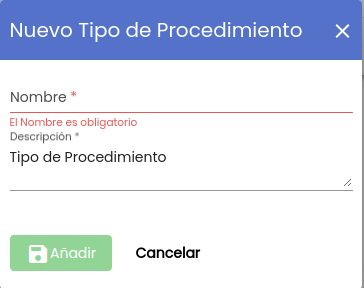 Nuevo Tipo de Procedimiento
Nombre *
El Nombre es obligatorio
Descripción *
Tipo de Procedimiento
Añadir
Cancelar